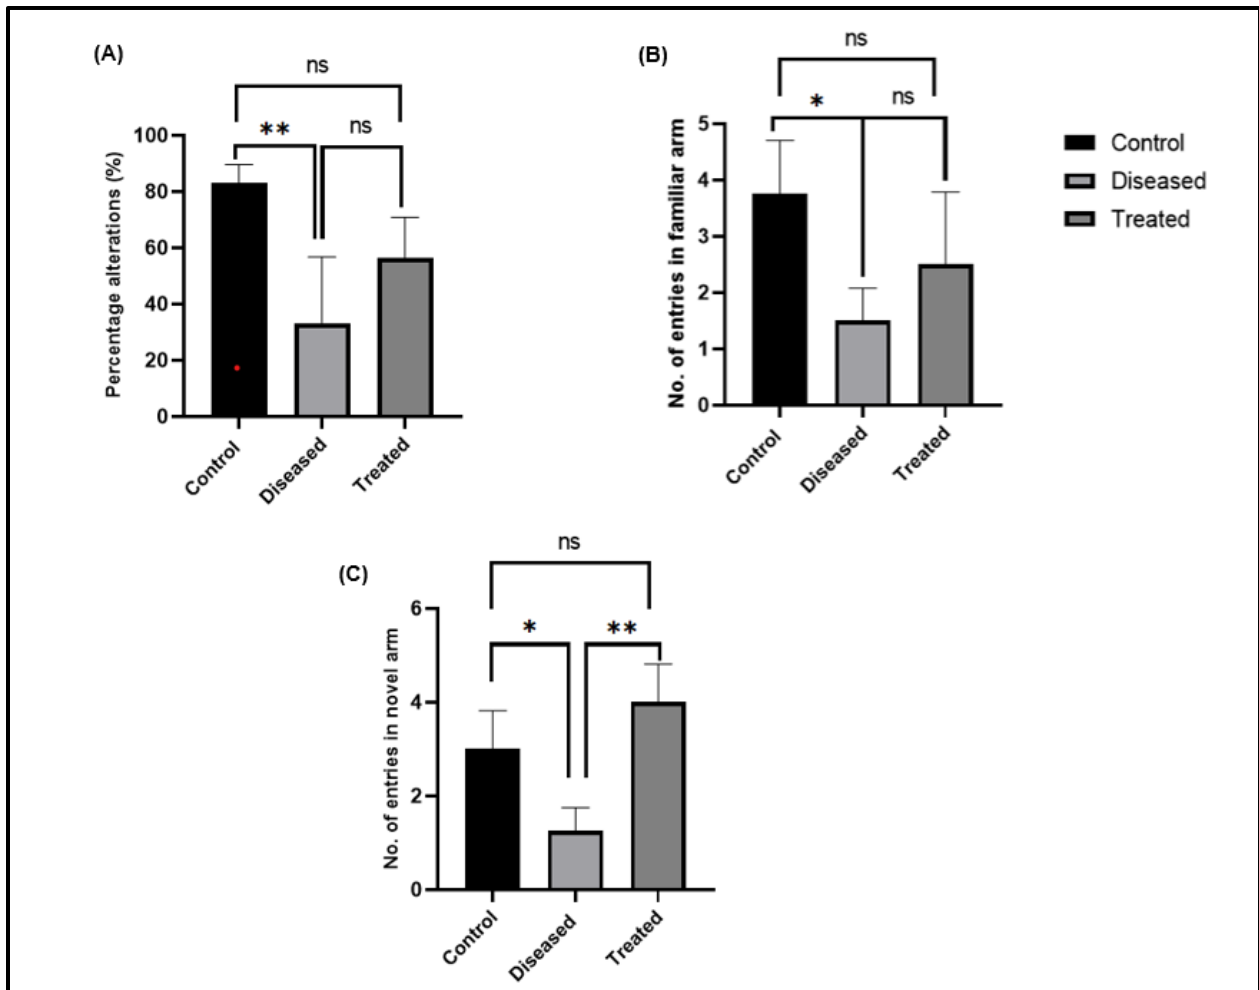 (A)
ns
**
ns
Percentage alterations (%)
100
80
60
40
20
0
Control
Diseased
Treated
(B)
ns
*
ns
No. of entries in familiar arm
5
4
3
2
1
0
Control
Diseased
Treated
Control
Diseased
Treated
(C)
ns
*
**
No. of entries in novel arm
6
4
2
0
Control
Diseased
Treated